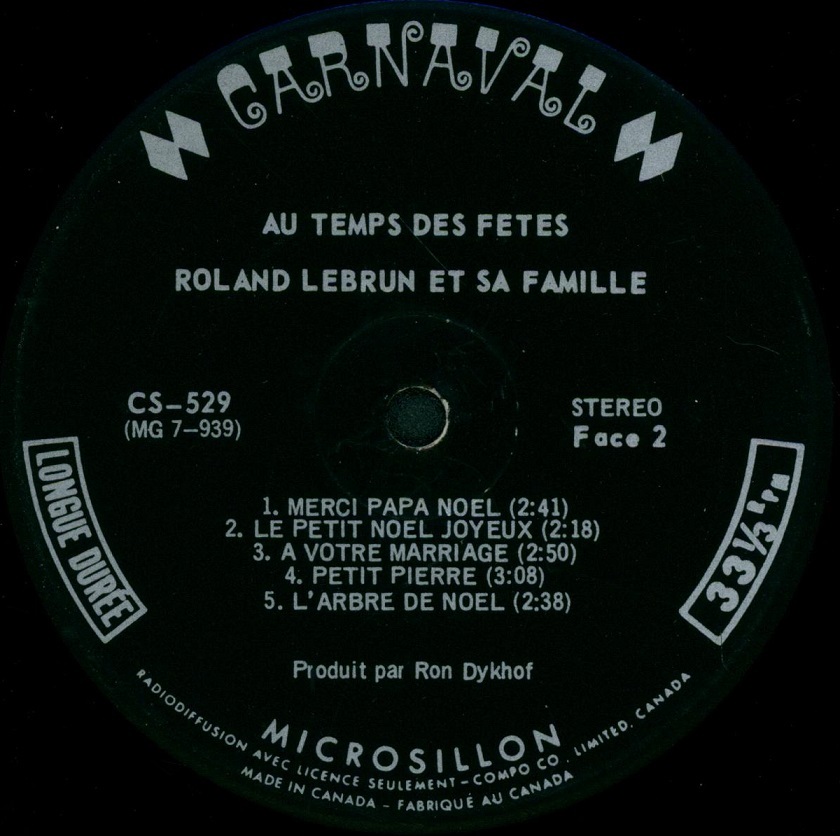 CARNAVAL
AU TEMPS DES FETES
ROLAND LEBRUN ET SA FAMILLE
CS-529
(MG 7-939)
STEREO
Face 2
LONGUE DURÉE
33⅓ rpm
1. MERCI PAPA NOEL (2:41)
2. LE PETIT NOEL JOYEUX (2:18)
3. A VOTRE MARRIAGE (2:50)
4. PETIT PIERRE (3:08)
5. L'ARBRE DE NOEL (2:38)
Produit par Ron Dykhof
MICROSILLON
RADIODIFFUSION AVEC LICENCE SEULEMENT-COMPO CO. LIMITED, CANADA
MADE IN CANADA - FABRIQUÉ AU CANADA